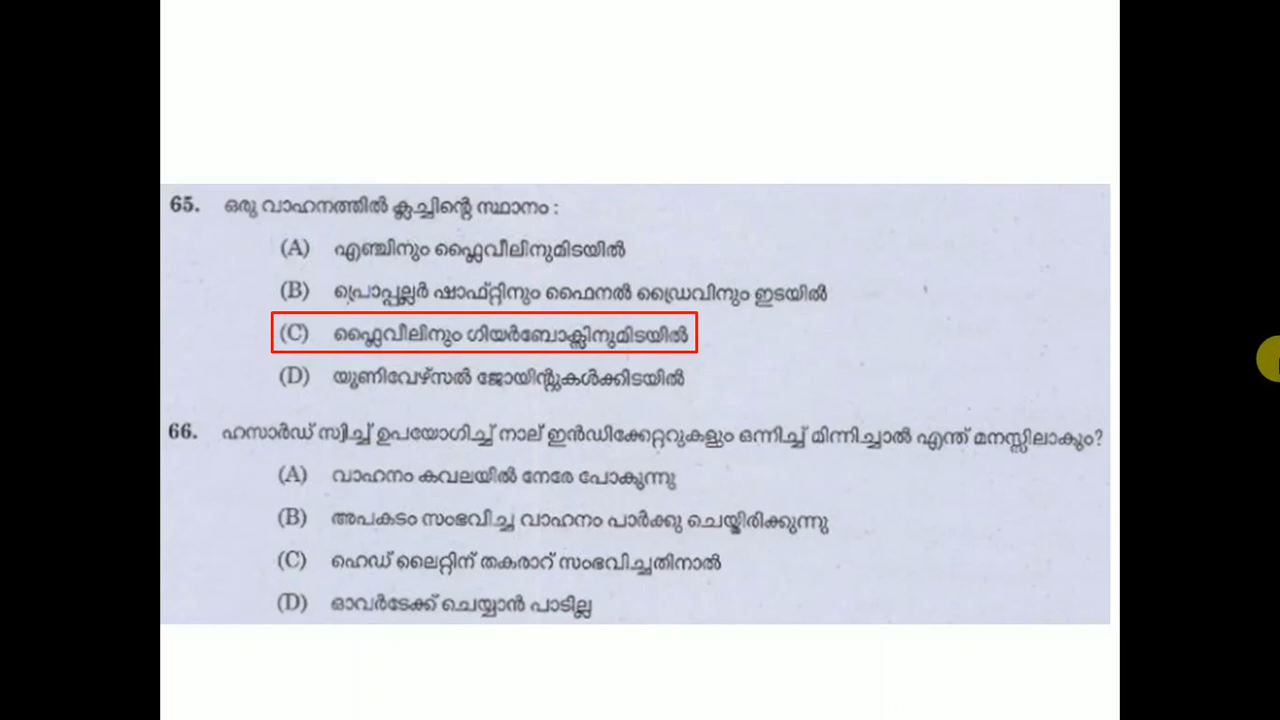 65. ഒരു വാഹനത്തിൽ ക്ലച്ചിന്റെ സ്ഥാനം :
(A) എഞ്ചിനും ഫ്ലൈവീലിനുമിടയിൽ
(B) പ്രൊപ്പല്ലർ ഷാഫ്റ്റിനും ഫൈനൽ ഡ്രൈവിനും ഇടയിൽ
(C) ഫ്ലൈവീലിനും ഗിയർബോക്സിനുമിടയിൽ
(D) യൂണിവേഴ്സൽ ജോയിന്റുകൾക്കിടയിൽ
66. ഹസാർഡ് സ്വിച്ച് ഉപയോഗിച്ച് നാല് ഇൻഡിക്കേറ്ററുകളും ഒന്നിച്ച് മിന്നിച്ചാൽ എന്ത് മനസ്സിലാകും?
(A) വാഹനം കവലയിൽ നേരേ പോകുന്നു
(B) അപകടം സംഭവിച്ച വാഹനം പാർക്കു ചെയ്തിരിക്കുന്നു
(C) ഹെഡ് ലൈറ്റിന് തകരാറ് സംഭവിച്ചതിനാൽ
(D) ഓവർടേക്ക് ചെയ്യാൻ പാടില്ല